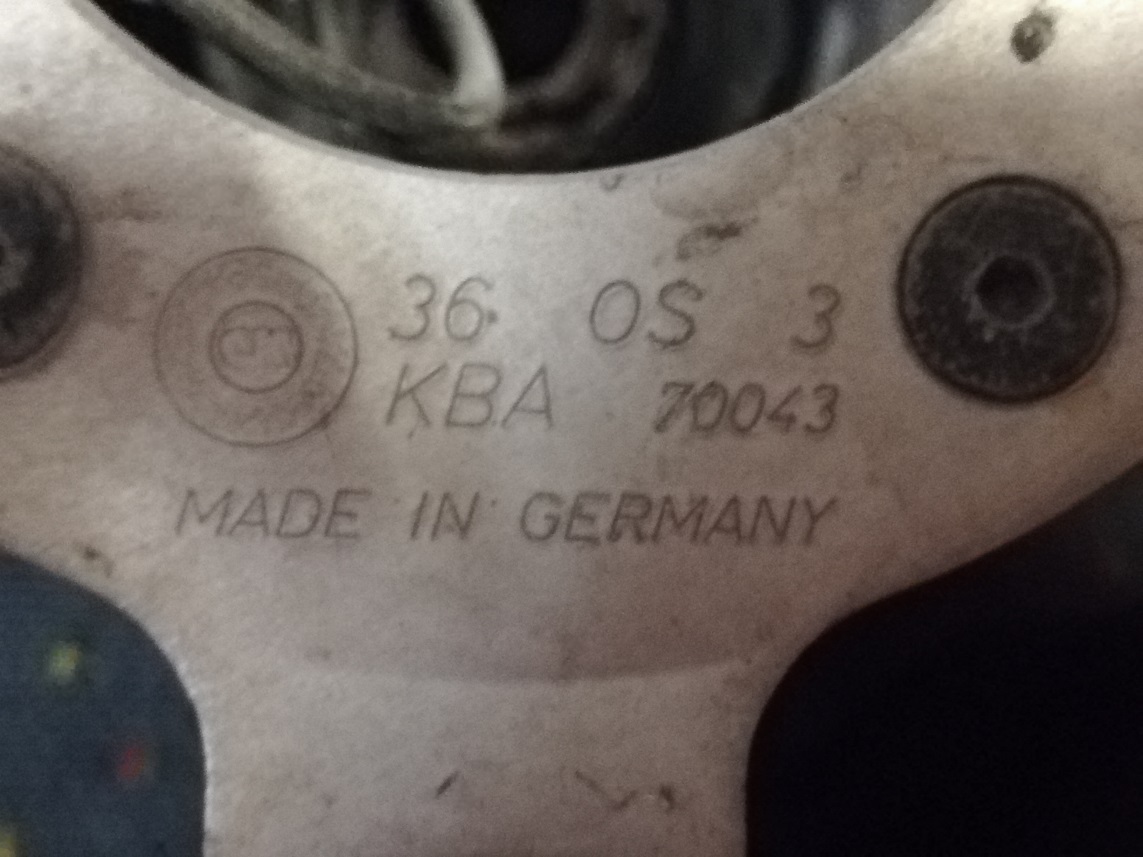 36 OS 3
KBA 70043
MADE IN GERMANY